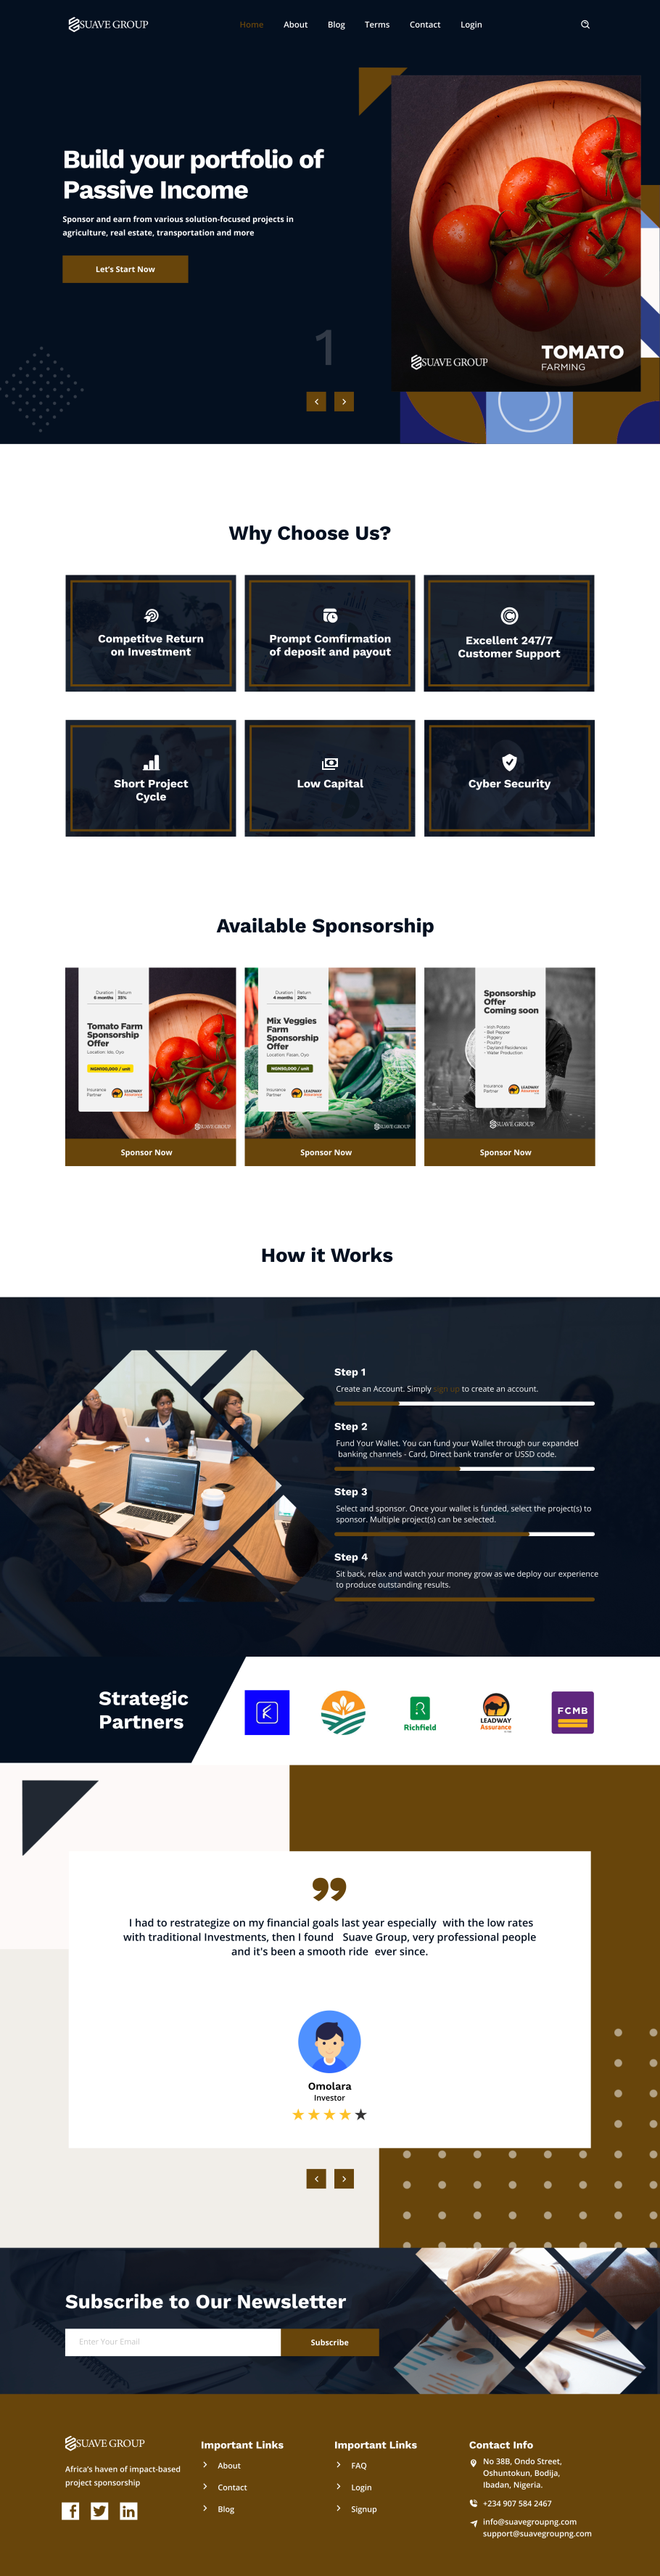 SUAVE GROUP
Home About Blog Terms Contact Login
Build your portfolio of
Passive Income
Sponsor and earn from various solution-focused projects in
agriculture, real estate, transportation and more
Let's Start Now
1
SUAVE GROUP
TOMATO
FARMING
Why Choose Us?
Competitve Return
on Investment
Prompt Comfirmation
of deposit and payout
Excellent 247/7
Customer Support
Short Project
Cycle
Low Capital
Cyber Security
Available Sponsorship
Duration Return
6 months 35%
Tomato Farm
Sponsorship
Offer
Location: Ido, Oyo
NGN100,000 / unit
Insurance
Partner
LEADWAY
Assurance
SUAVE GROUP
Sponsor Now
Duration Return
4 months 20%
Mix Veggies
Farm
Sponsorship
Offer
Location: Fasan, Oyo
NGN50,000 / unit
Insurance
Partner
LEADWAY
Assurance
SUAVE GROUP
Sponsor Now
Sponsorship
Offer
Coming soon
- Irish Potato
- Bell Pepper
- Piggery
- Poultry
- Dayland Residences
- Water Production
Insurance
Partner
LEADWAY
Assurance
SUAVE GROUP
Sponsor Now
How it Works
Step 1
Create an Account. Simply sign up to create an account.
Step 2
Fund Your Wallet. You can fund your Wallet through our expanded
banking channels - Card, Direct bank transfer or USSD code.
Step 3
Select and sponsor. Once your wallet is funded, select the project(s) to
sponsor. Multiple project(s) can be selected.
Step 4
Sit back, relax and watch your money grow as we deploy our experience
to produce outstanding results.
Strategic
Partners
Richfield
LEADWAY
Assurance
FCMB
I had to restrategize on my financial goals last year especially with the low rates
with traditional Investments, then I found Suave Group, very professional people
and it's been a smooth ride ever since.
Omolara
Investor
Subscribe to Our Newsletter
Enter Your Email
Subscribe
SUAVE GROUP
Africa's haven of impact-based
project sponsorship
Important Links
About
Contact
Blog
Important Links
FAQ
Login
Signup
Contact Info
No 38B, Ondo Street,
Oshuntokun, Bodija,
Ibadan, Nigeria.
+234 907 584 2467
info@suavegroupng.com
support@suavegroupng.com